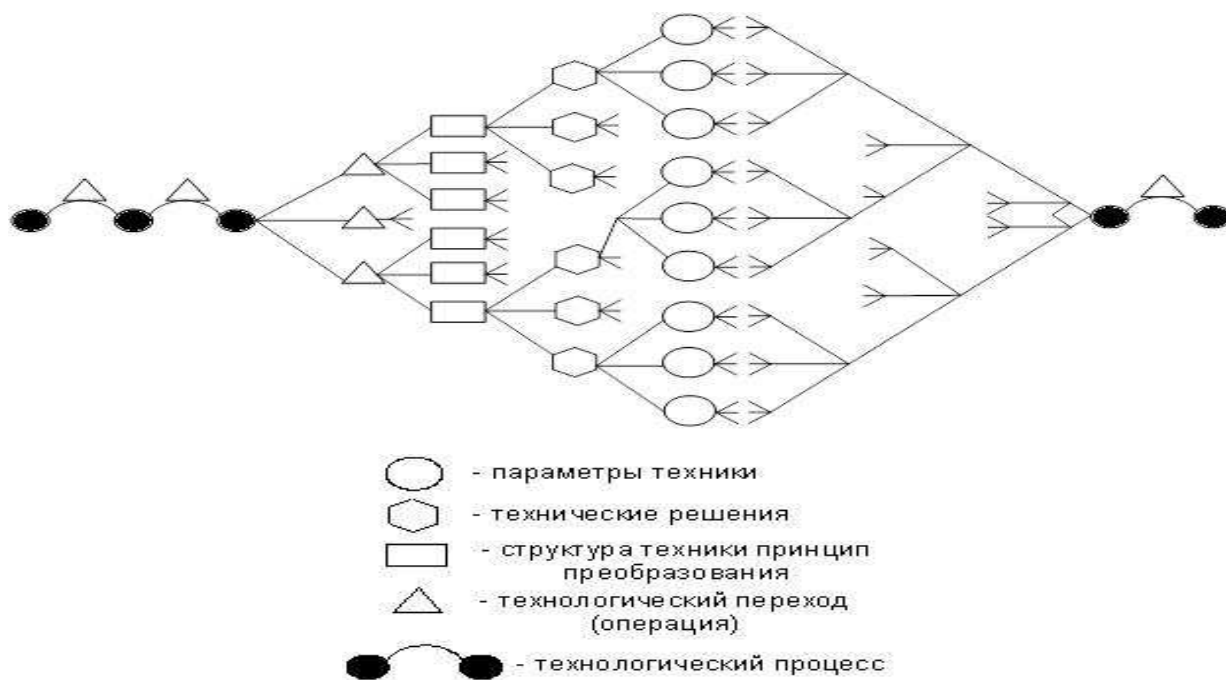 - параметры техники
- технические решения
- структура техники принцип
преобразования
- технологический переход
(операция)
- технологический процесс